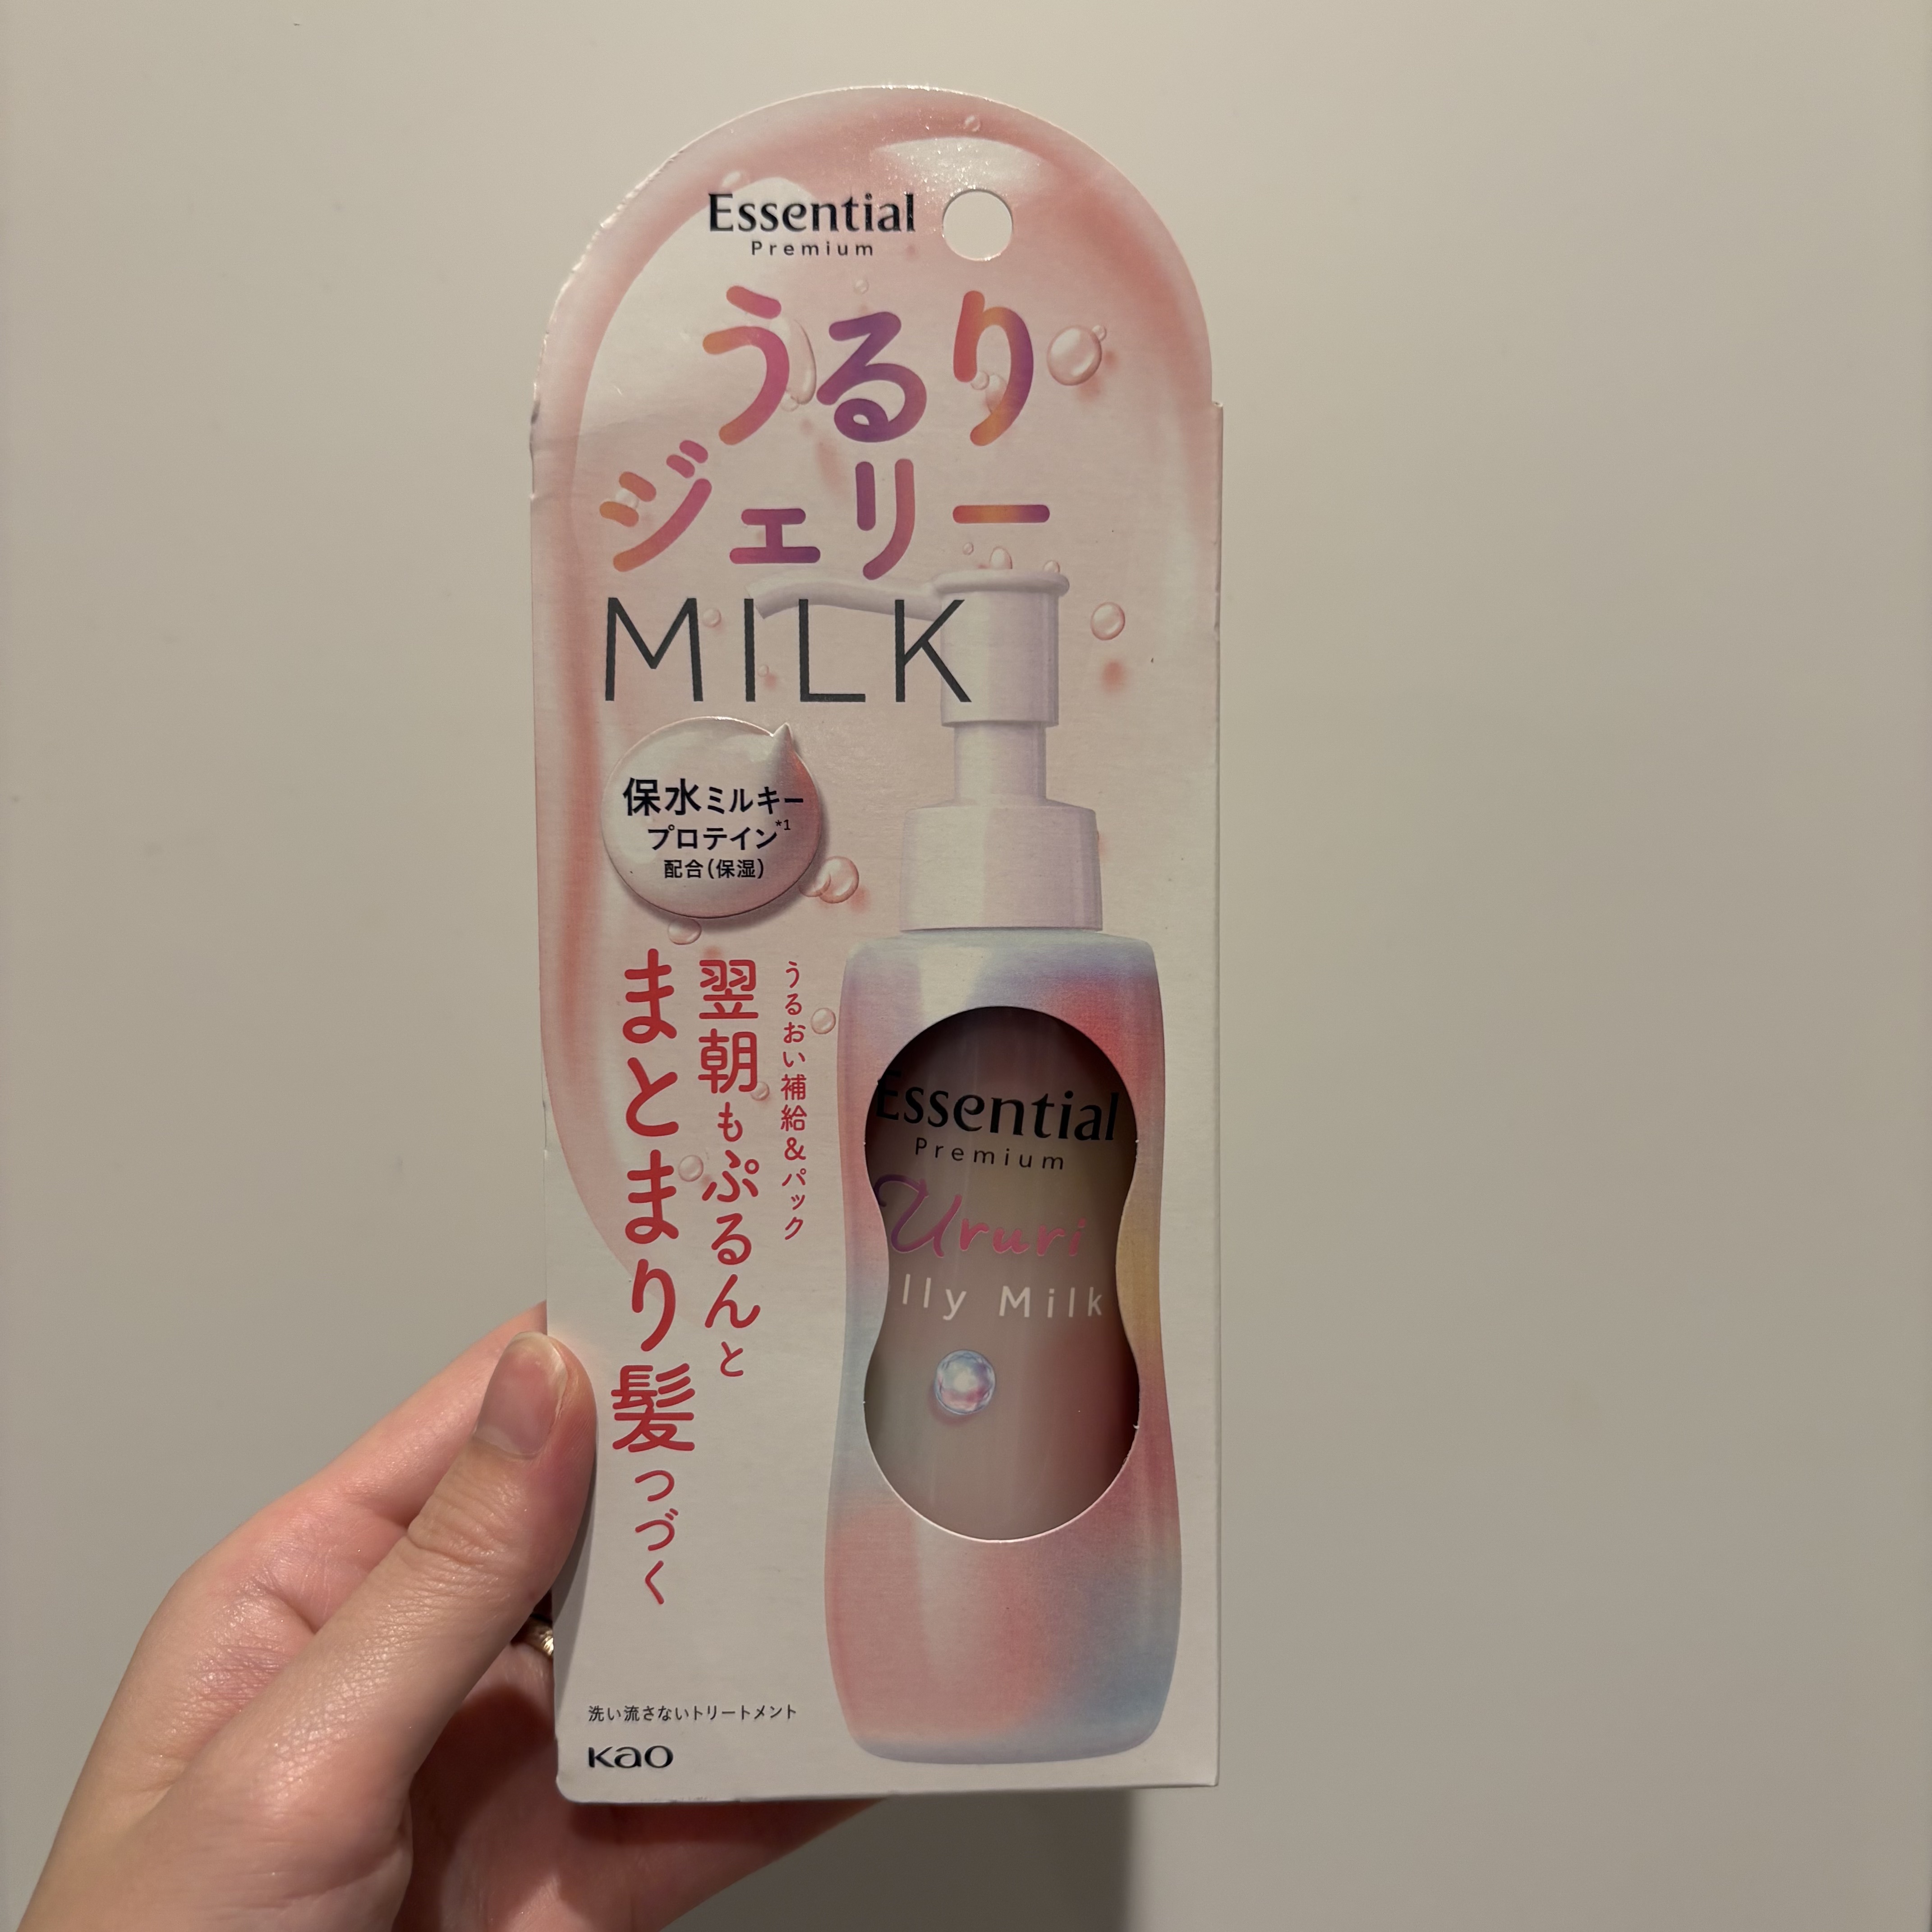 Essential
Premium
うるり
ジェリー
MILK
保水ミルキー
プロテイン*1
配合(保湿)
うるおい補給&パック
翌朝もぷるんと
まとまり髪つづく
Essential
Premium
Ururi
lly Milk
洗い流さないトリートメント
Kao